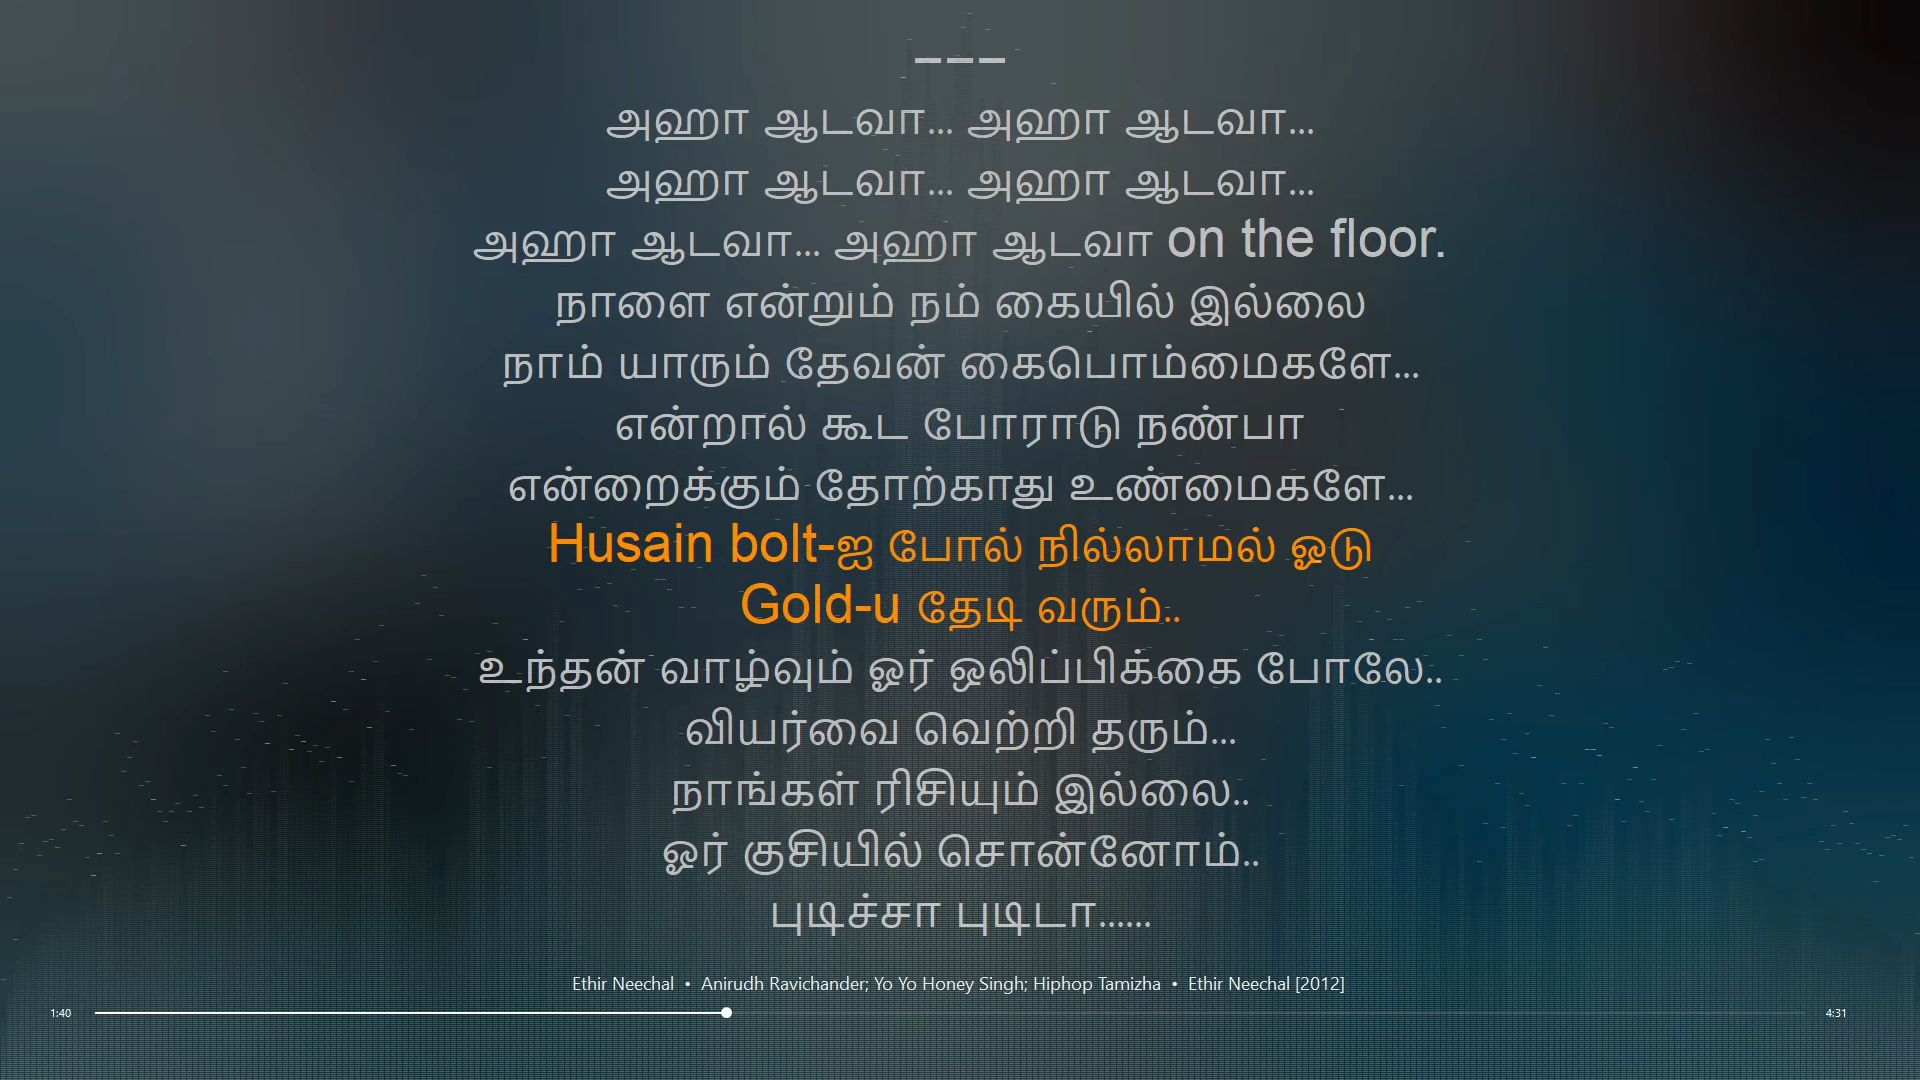 ---
அஹா ஆடவா... அஹா ஆடவா...
அஹா ஆடவா... அஹா ஆடவா...
அஹா ஆடவா... அஹா ஆடவா on the floor.
நாளை என்றும் நம் கையில் இல்லை
நாம் யாரும் தேவன் கைபொம்மைகளே...
என்றால் கூட போராடு நண்பா
என்றைக்கும் தோற்காது உண்மைகளே...
Husain bolt-ஐ போல் நில்லாமல் ஓடு
Gold-u தேடி வரும்..
உந்தன் வாழ்வும் ஓர் ஒலிப்பிக்கை போலே..
வியர்வை வெற்றி தரும்...
நாங்கள் ரிசியும் இல்லை..
ஓர் குசியில் சொன்னோம்..
புடிச்சா புடிடா......
Ethir Neechal • Anirudh Ravichander; Yo Yo Honey Singh; Hiphop Tamizha • Ethir Neechal [2012]
1:40 4:31